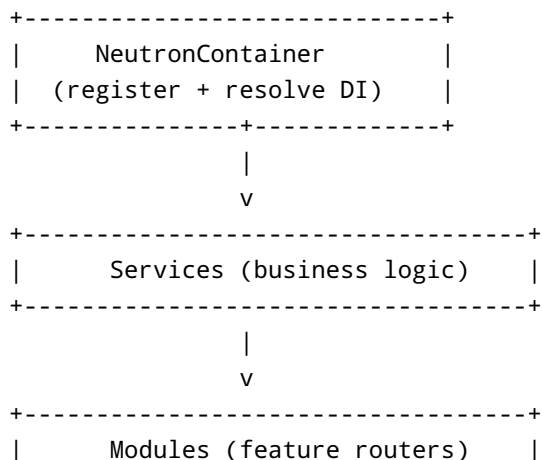 +-----------------------------+
|     NeutronContainer        |
|  (register + resolve DI)    |
+---------------+-------------+
                |
                v
+-----------------------------------+
|      Services (business logic)    |
+-----------------------------------+
                |
                v
+-----------------------------------+
|      Modules (feature routers)    |